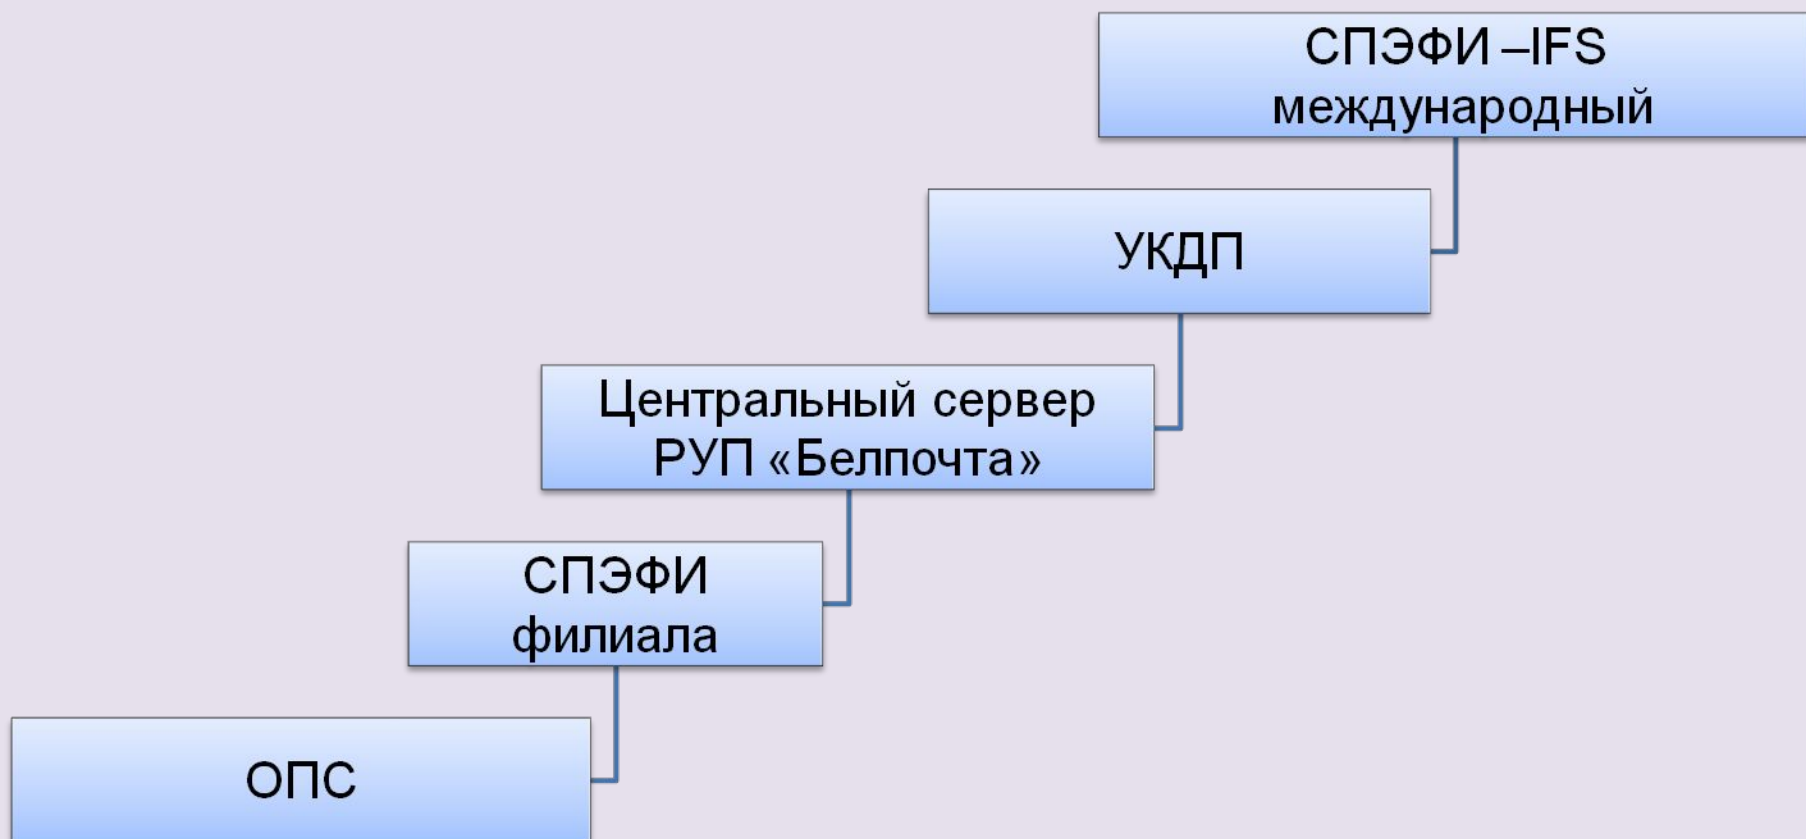 СПЭФИ –IFS
международный
УКДП
Центральный сервер
РУП «Белпочта»
СПЭФИ
филиала
ОПС